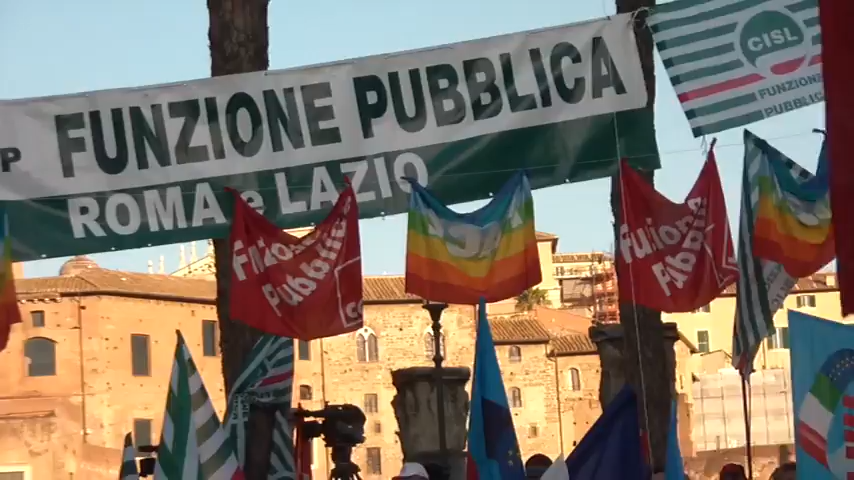 P FUNZIONE PUBBLICA
ROMA e LAZIO
CISL
FUNZIONE
PUBBLICA
Funzione
Pubblica
Funzione
Pubblica